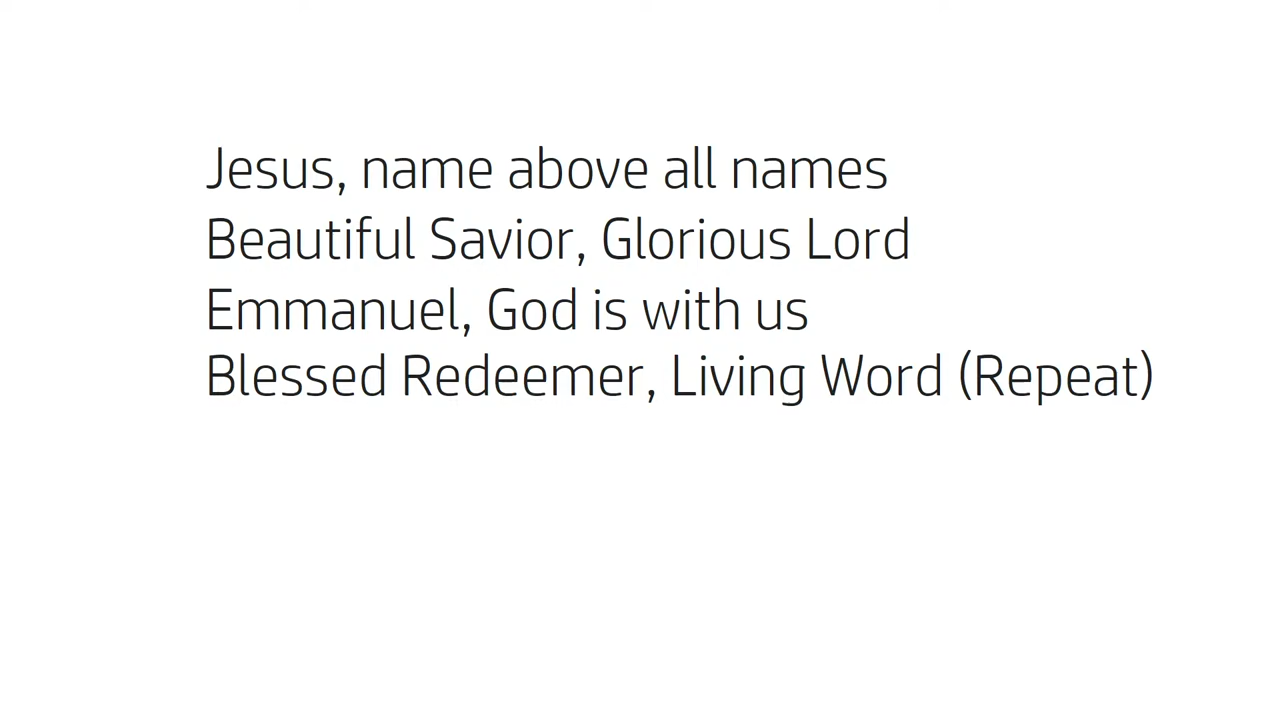 Jesus, name above all names
Beautiful Savior, Glorious Lord
Emmanuel, God is with us
Blessed Redeemer, Living Word (Repeat)